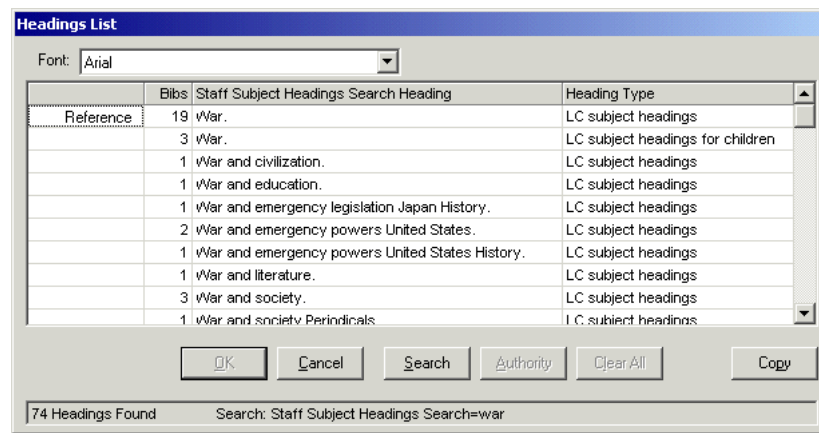 Headings List
Font: Arial
Bibs Staff Subject Headings Search Heading Heading Type
Reference 19 War. LC subject headings
3 War. LC subject headings for children
1 War and civilization. LC subject headings
1 War and education. LC subject headings
1 War and emergency legislation Japan History. LC subject headings
2 War and emergency powers United States. LC subject headings
1 War and emergency powers United States History. LC subject headings
1 War and literature. LC subject headings
3 War and society. LC subject headings
1 War and society Periodicals LC subject headings
OK Cancel Search Authority Clear All Copy
74 Headings Found Search: Staff Subject Headings Search=war